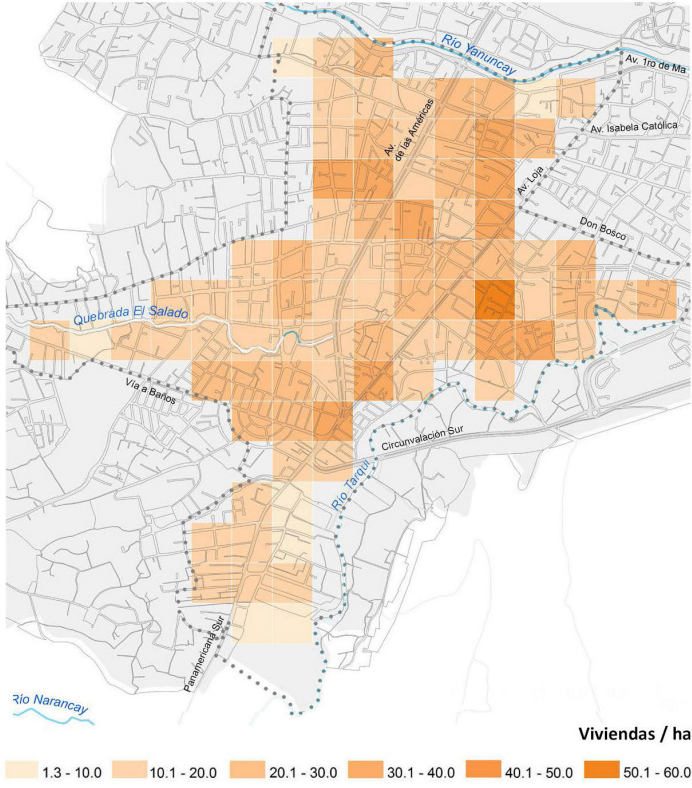 Río Yanuncay
Av. 1ro de Ma
Av.
de las Américas
Av. Isabela Católica
Av. Loja
Don Bosco
Quebrada El Salado
Vía a Baños
Circunvalación Sur
Río Tarqui
Panamericana Sur
Río Narancay
Viviendas / ha
1.3 - 10.0
10.1 - 20.0
20.1 - 30.0
30.1 - 40.0
40.1 - 50.0
50.1 - 60.0